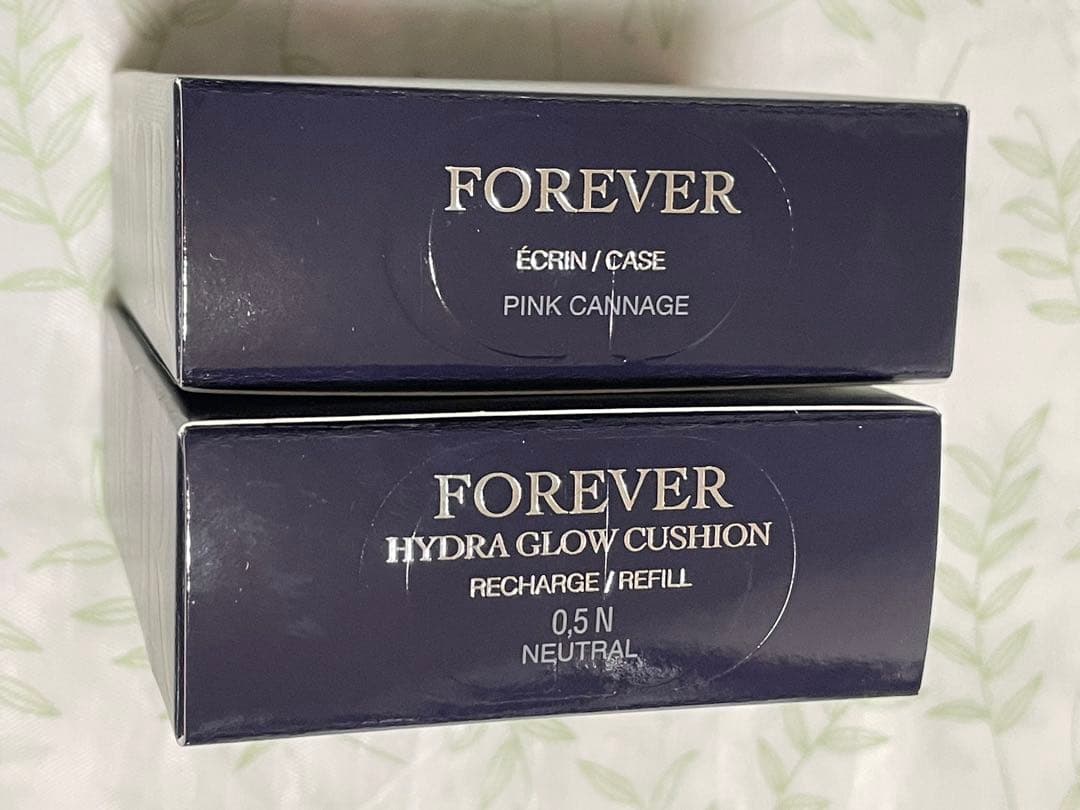 FOREVER
ÉCRIN / CASE
PINK CANNAGE
FOREVER
HYDRA GLOW CUSHION
RECHARGE / REFILL
0,5 N
NEUTRAL